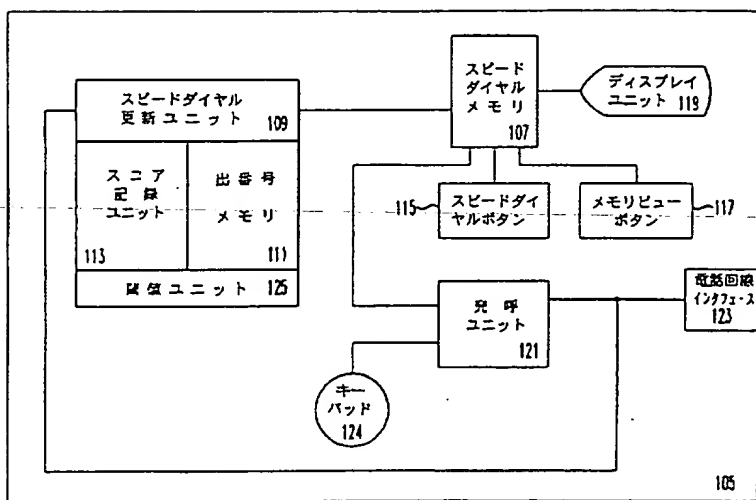 スピードダイヤル
更新ユニット 109
スコア
記録
ユニット
113
出番号
メモリ
111
閾値ユニット 125
スピード
ダイヤル
メモリ
107
ディスプレイ
ユニット 119
115
スピードダイ
ヤルボタン
メモリビュー
ボタン
117
発呼
ユニット
121
電話回線
インタフェース
123
キー
パッド
124
105